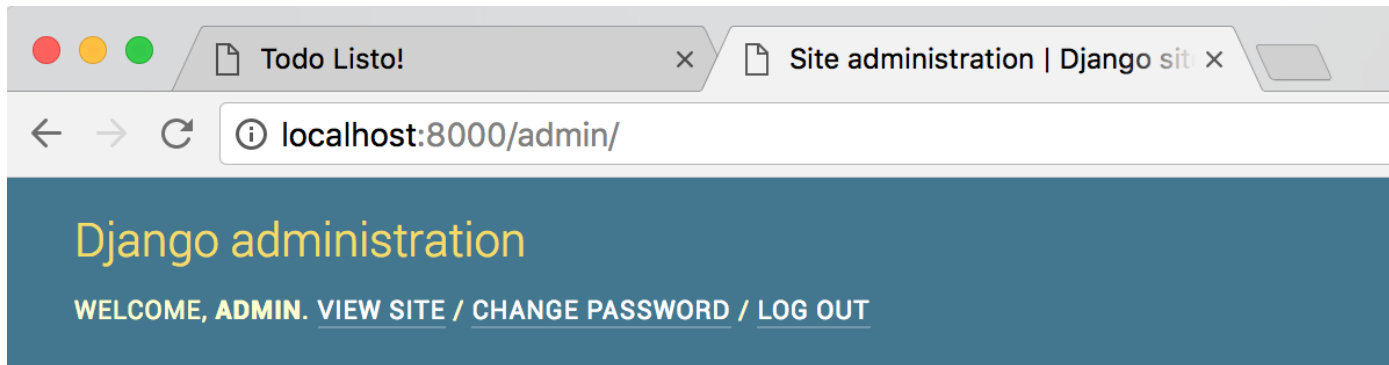 Todo Listo!
Site administration | Django sit
localhost:8000/admin/
Django administration
WELCOME, ADMIN. VIEW SITE / CHANGE PASSWORD / LOG OUT